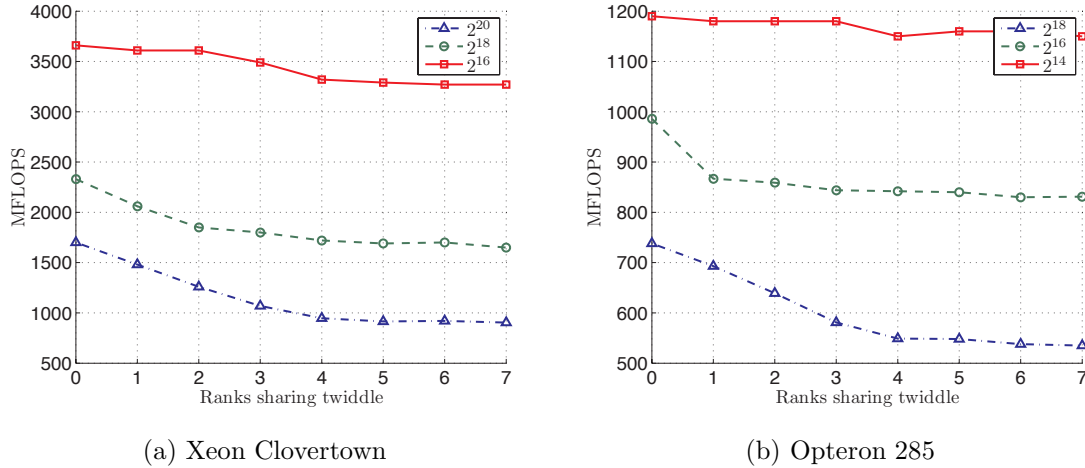 4000
3500
3000
2500
2000
1500
1000
500
MFLOPS
0 1 2 3 4 5 6 7
Ranks sharing twiddle
2^20
2^18
2^16
(a) Xeon Clovertown
1200
1100
1000
900
800
700
600
500
MFLOPS
0 1 2 3 4 5 6 7
Ranks sharing twiddle
2^18
2^16
2^14
(b) Opteron 285